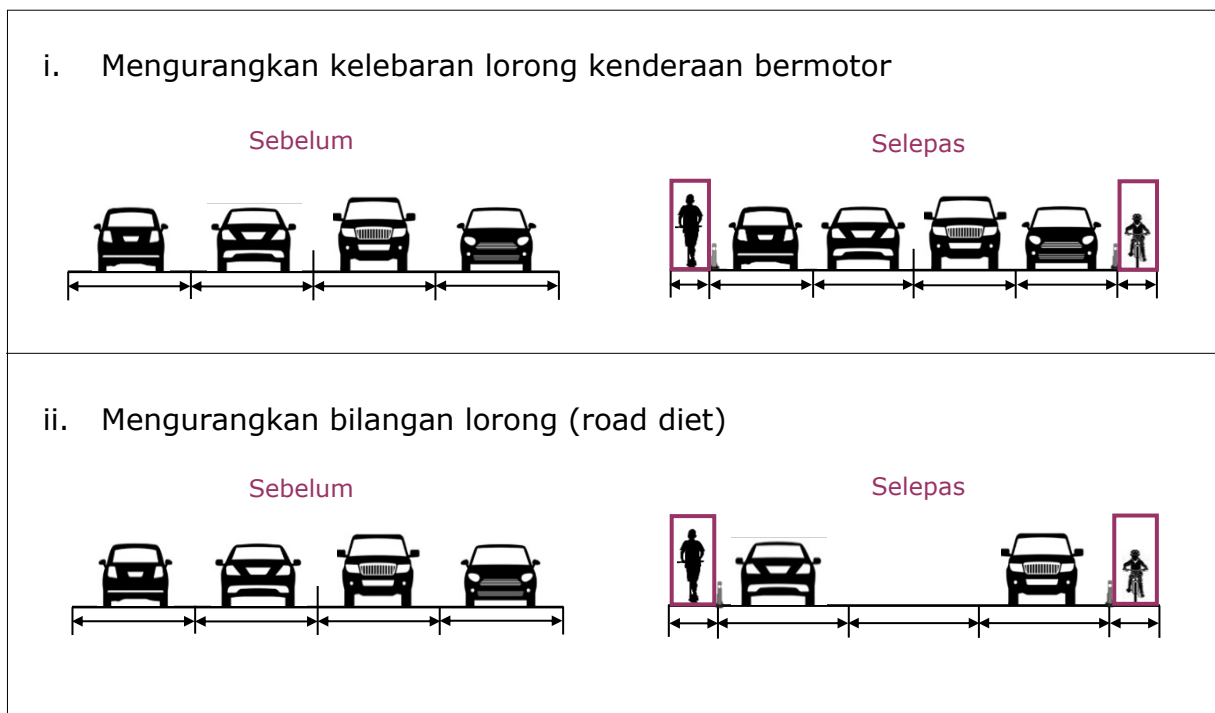 i. Mengurangkan kelebaran lorong kenderaan bermotor
Sebelum
Selepas
ii. Mengurangkan bilangan lorong (road diet)
Sebelum
Selepas